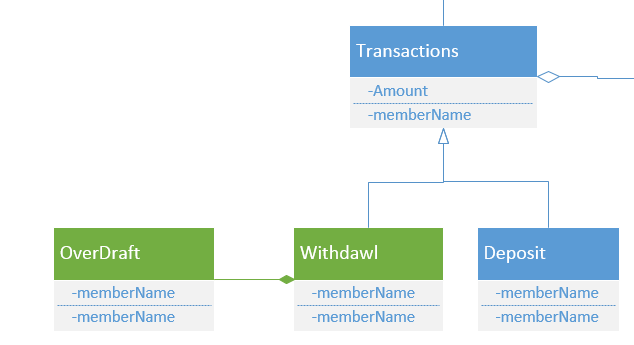 Transactions
-Amount
-memberName
OverDraft
-memberName
-memberName
Withdawl
-memberName
-memberName
Deposit
-memberName
-memberName